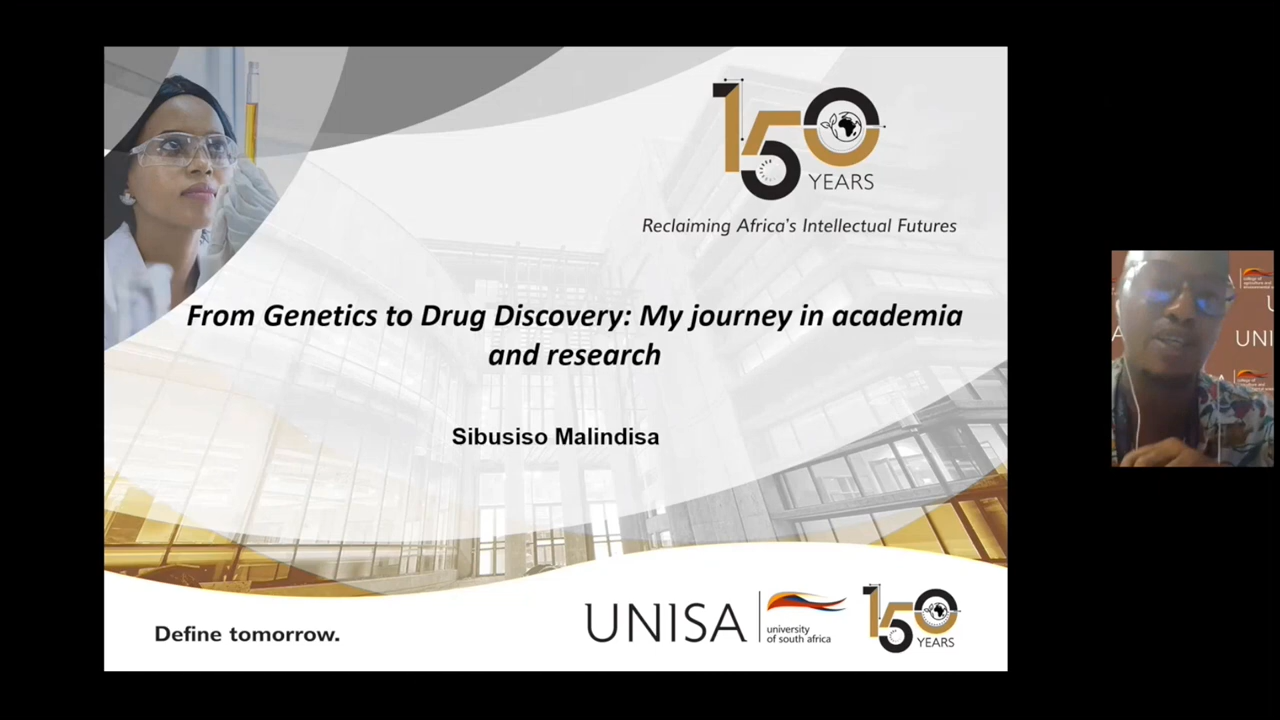 150
YEARS
Reclaiming Africa's Intellectual Futures
From Genetics to Drug Discovery: My journey in academia
and research
Sibusiso Malindisa
Define tomorrow.
UNISA
university
of south africa
150
YEARS
UNI